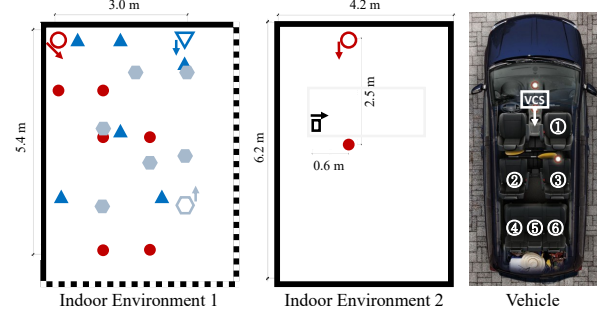 3.0 m
4.2 m
5.4 m
6.2 m
2.5 m
0.6 m
VCS
①
② ③
④ ⑤ ⑥
Indoor Environment 1
Indoor Environment 2
Vehicle